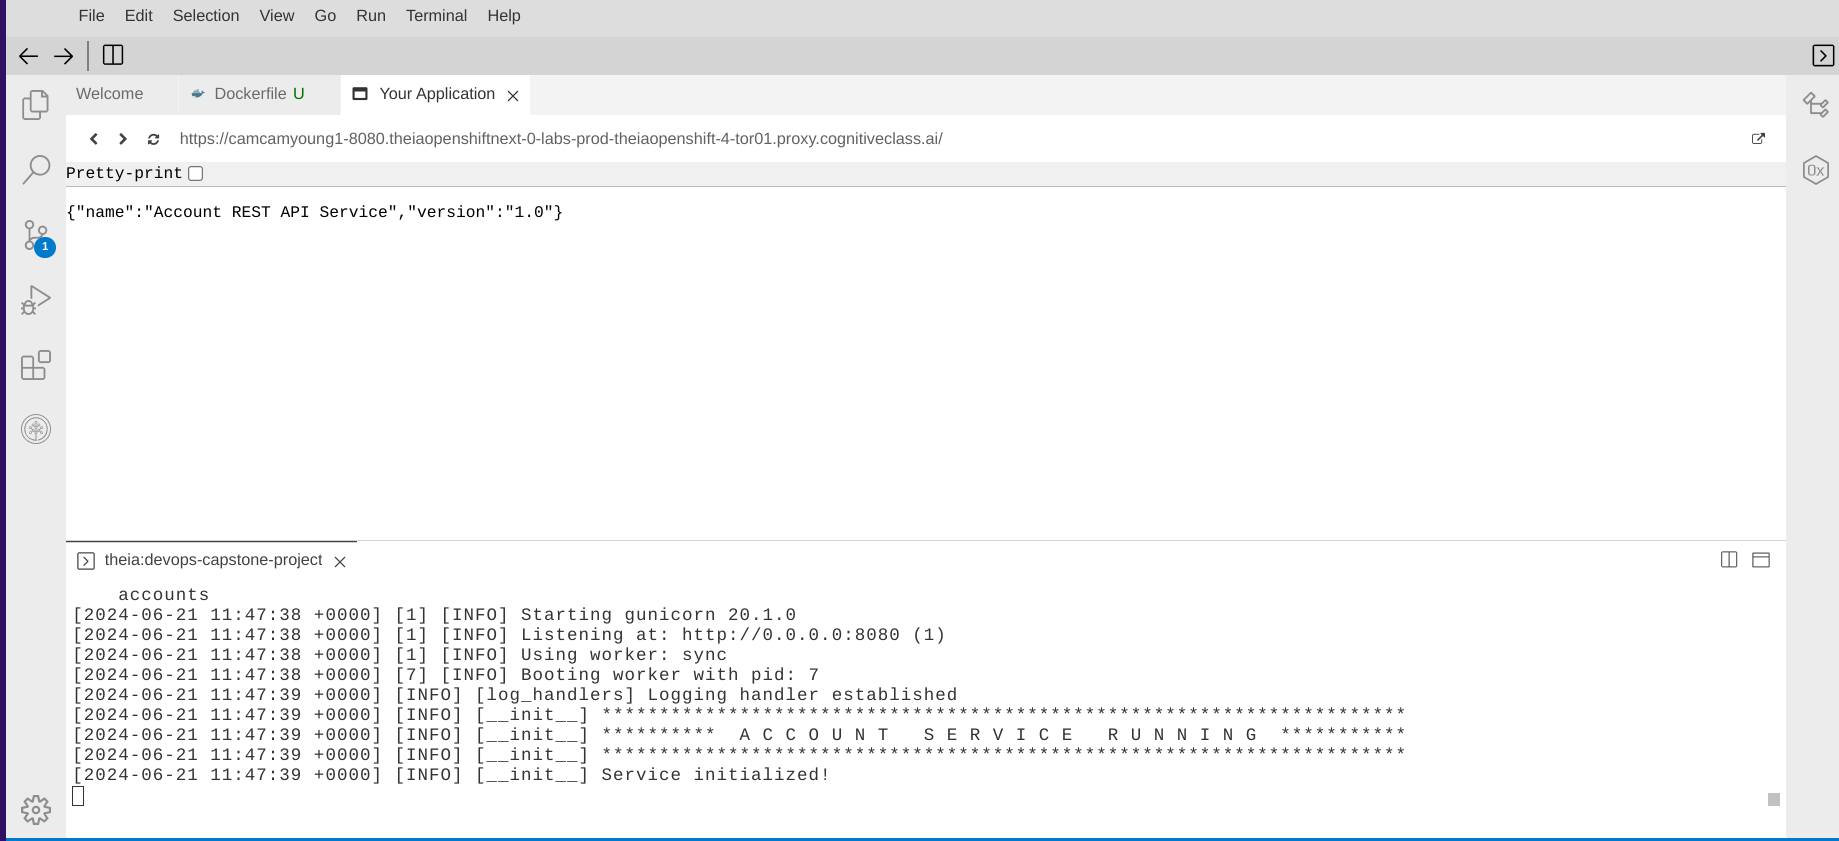 File Edit Selection View Go Run Terminal Help
Welcome Dockerfile U Your Application
https://camcamyoung1-8080.theiaopenshiftnext-0-labs-prod-theiaopenshift-4-tor01.proxy.cognitiveclass.ai/
Pretty-print
{"name":"Account REST API Service","version":"1.0"}
1
0x
theia:devops-capstone-project
accounts
[2024-06-21 11:47:38 +0000] [1] [INFO] Starting gunicorn 20.1.0
[2024-06-21 11:47:38 +0000] [1] [INFO] Listening at: http://0.0.0.0:8080 (1)
[2024-06-21 11:47:38 +0000] [1] [INFO] Using worker: sync
[2024-06-21 11:47:38 +0000] [7] [INFO] Booting worker with pid: 7
[2024-06-21 11:47:39 +0000] [INFO] [log_handlers] Logging handler established
[2024-06-21 11:47:39 +0000] [INFO] [__init__] **********************************************************************
[2024-06-21 11:47:39 +0000] [INFO] [__init__] **********  A C C O U N T   S E R V I C E   R U N N I N G  ***********
[2024-06-21 11:47:39 +0000] [INFO] [__init__] **********************************************************************
[2024-06-21 11:47:39 +0000] [INFO] [__init__] Service initialized!